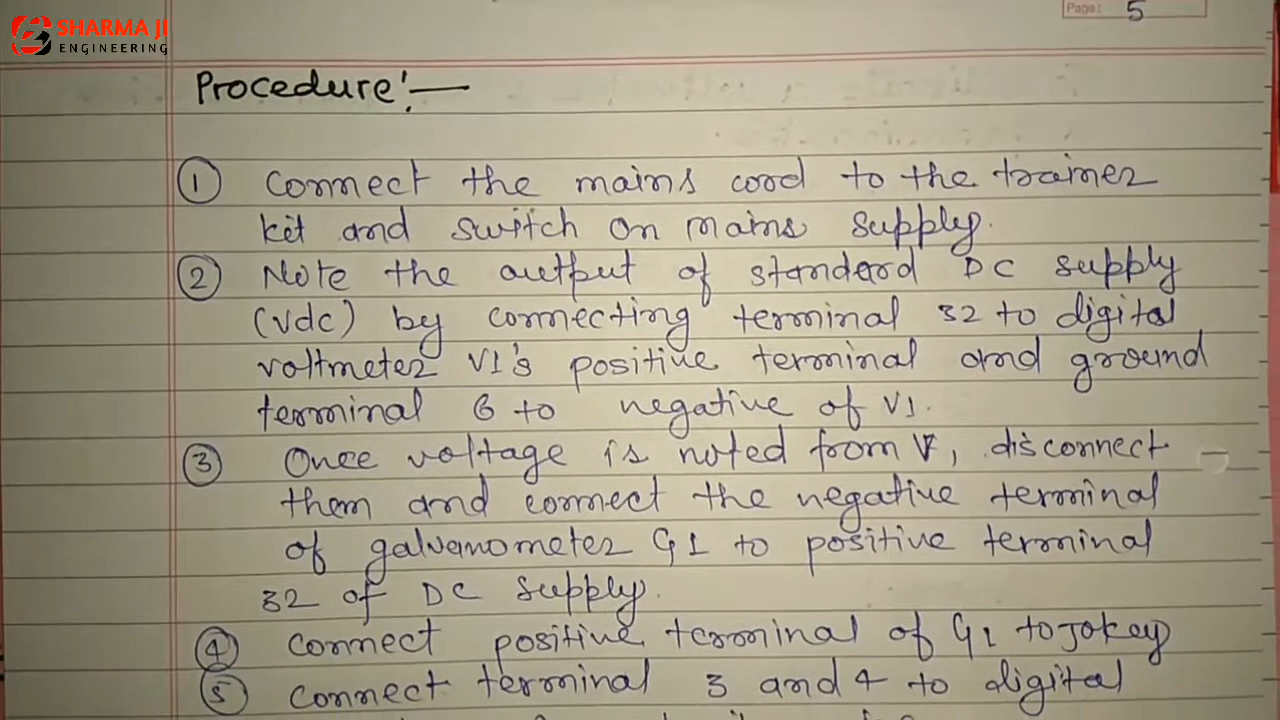 SHARMA JI
ENGINEERING
Page: 5
Procedure:—
① Connect the mains cord to the trainer
kit and switch on mains supply.
② Note the output of standard DC supply
(Vdc) by connecting terminal 32 to digital
voltmeter V1's positive terminal and ground
terminal 6 to negative of V1.
③ Once voltage is noted from V, disconnect
them and connect the negative terminal
of galvanometer G1 to positive terminal
32 of DC supply.
④ Connect positive terminal of G1 to Jokey
⑤ Connect terminal 3 and 4 to digital